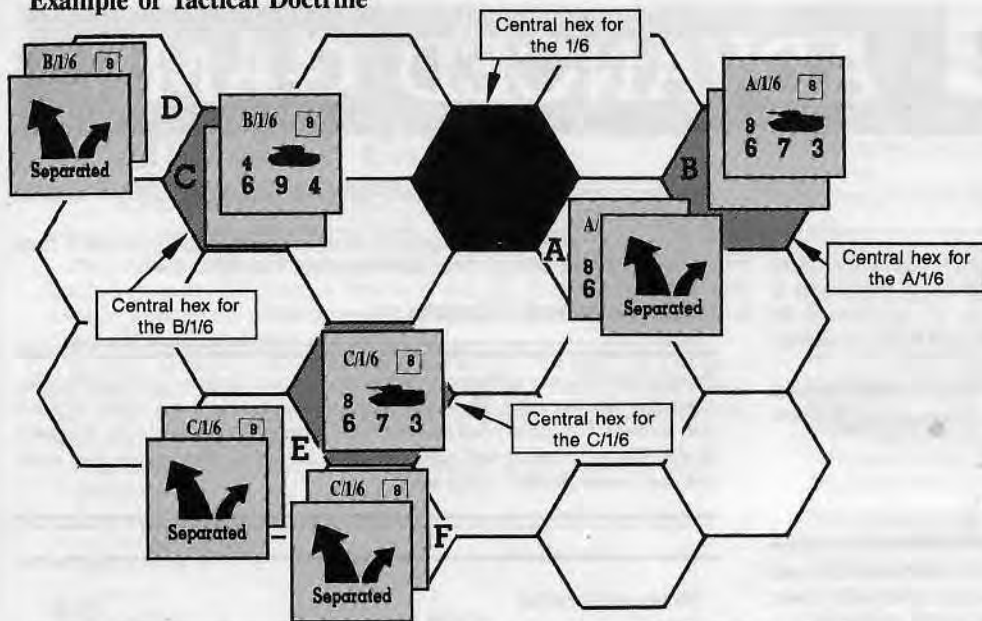 Example of Tactical Doctrine
Central hex for
the 1/6
B/1/6 8
Separated
D
C
B/1/6 8
4
6 9 4
A/1/6 8
8
6 7 3
B
A
A/
8
6
Separated
Central hex for
the A/1/6
Central hex for
the B/1/6
C/1/6 8
8
6 7 3
Central hex for
the C/1/6
C/1/6 8
Separated
E
C/1/6 8
Separated
F